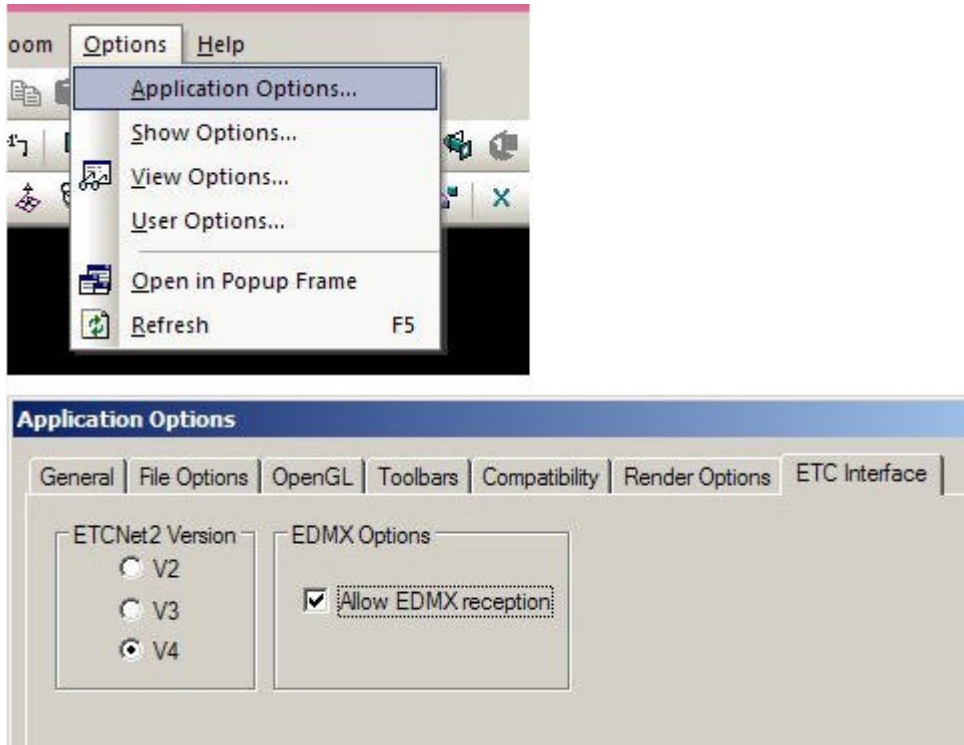 oom Options Help
Application Options...
Show Options...
View Options...
User Options...
Open in Popup Frame
Refresh F5
Application Options
General File Options OpenGL Toolbars Compatibility Render Options ETC Interface
ETCNet2 Version EDMX Options
V2
Allow EDMX reception
V3
V4